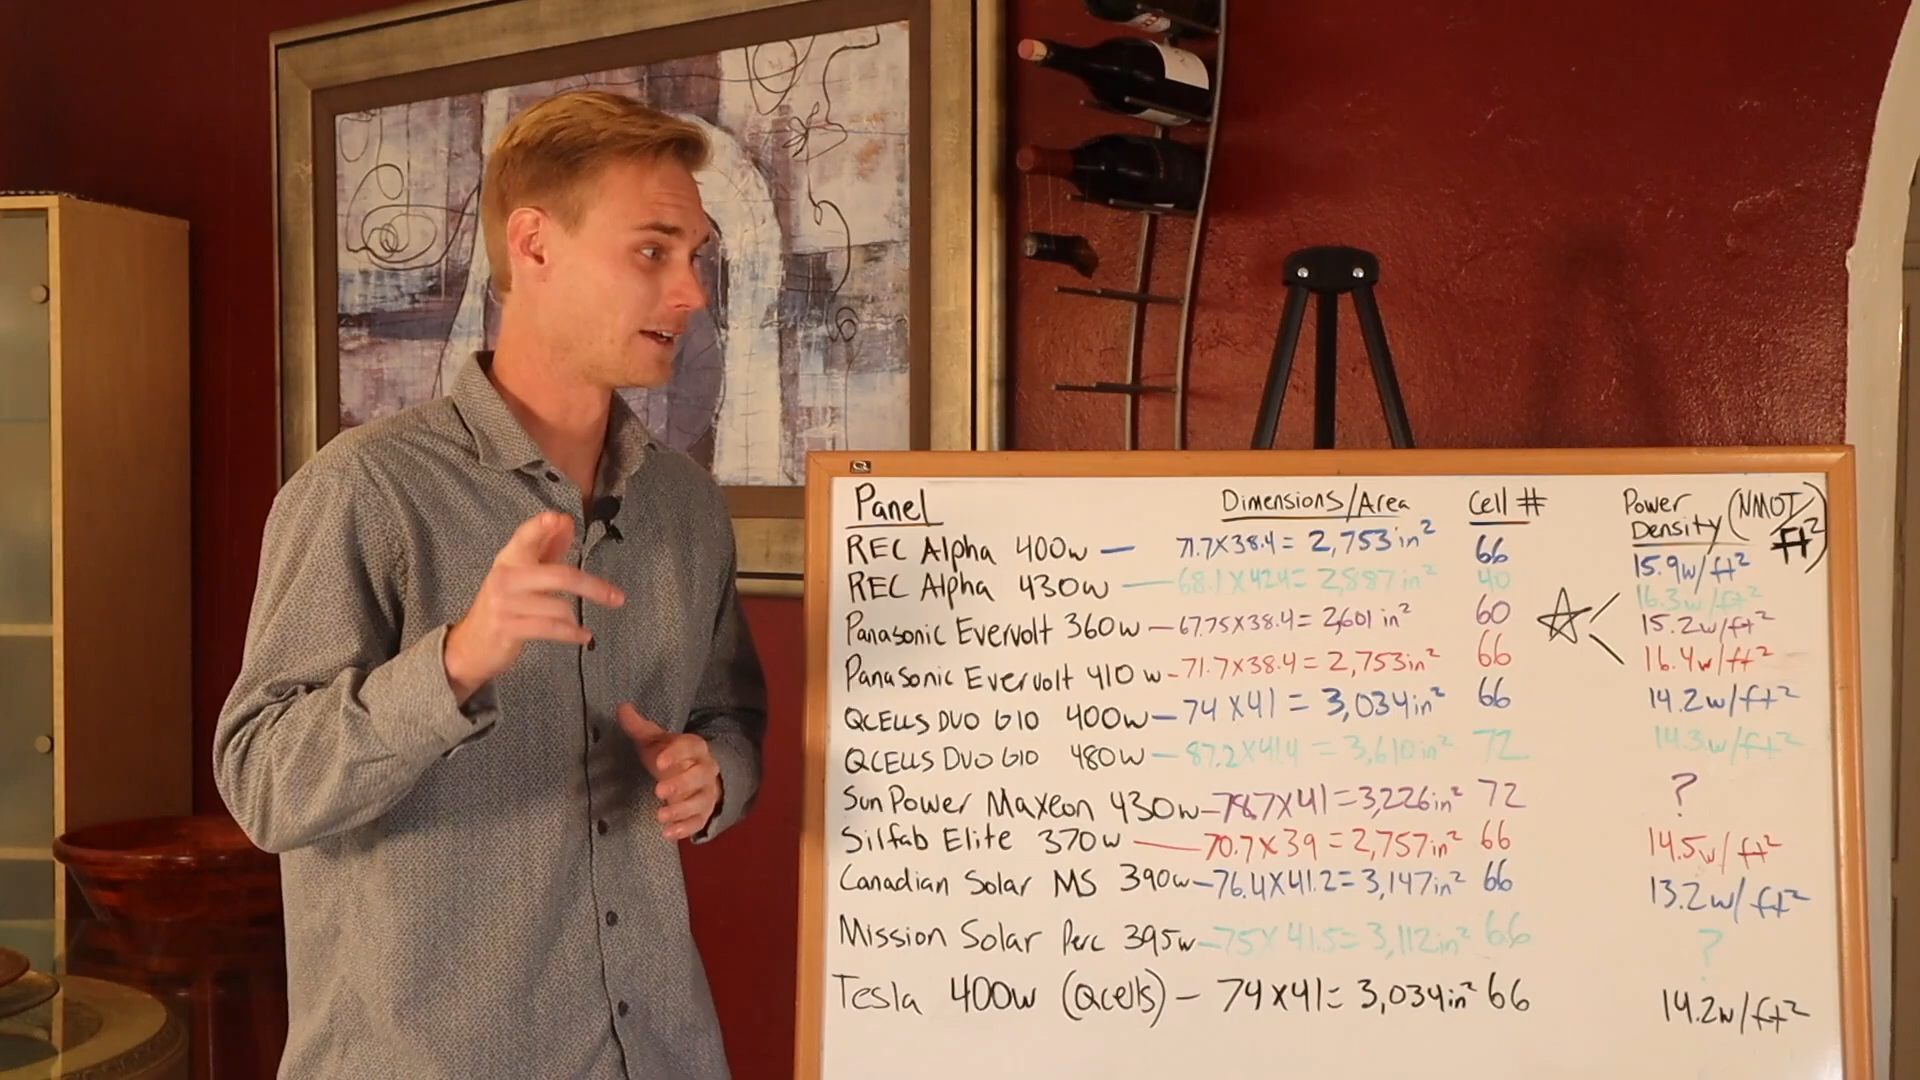 Panel Dimensions/Area Cell # Power Density (NMOT/ft²)
REC Alpha 400w — 71.7X38.4 = 2,753in² 66 15.9w/ft²
REC Alpha 430w — 68.1X42.4= 2,887in² 40 16.3w/ft²
Panasonic Evervolt 360w — 67.75X38.4= 2,601 in² 60 15.2w/ft²
Panasonic Evervolt 410w - 71.7X38.4 = 2,753in² 66 16.4w/ft²
QCELLS DUO G10 400w — 74 X41 = 3,034in² 66 14.2w/ft²
QCELLS DUO G10 480w — 87.2X41.4 = 3,610in² 72 14.3w/ft²
SunPower Maxeon 430w — 78.7X41=3,226in² 72 ?
Silfab Elite 370w — 70.7X39=2,757in² 66 14.5w/ft²
Canadian Solar MS 390w — 76.4X41.2=3,147in² 66 13.2w/ft²
Mission Solar Perc 395w — 75X41.5= 3,112in² 66 ?
Tesla 400w (Qcells) — 74X41= 3,034in² 66 14.2w/ft²